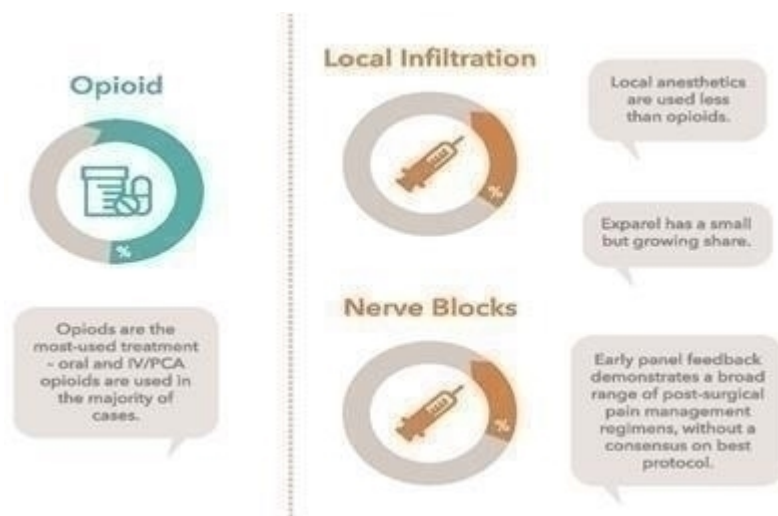 Opioid
%
Opiods are the
most-used treatment
- oral and IV/PCA
opioids are used in
the majority of
cases.
Local Infiltration
%
Nerve Blocks
%
Local anesthetics
are used less
than opioids.
Exparel has a small
but growing share.
Early panel feedback
demonstrates a broad
range of post-surgical
pain management
regimens, without a
consensus on best
protocol.